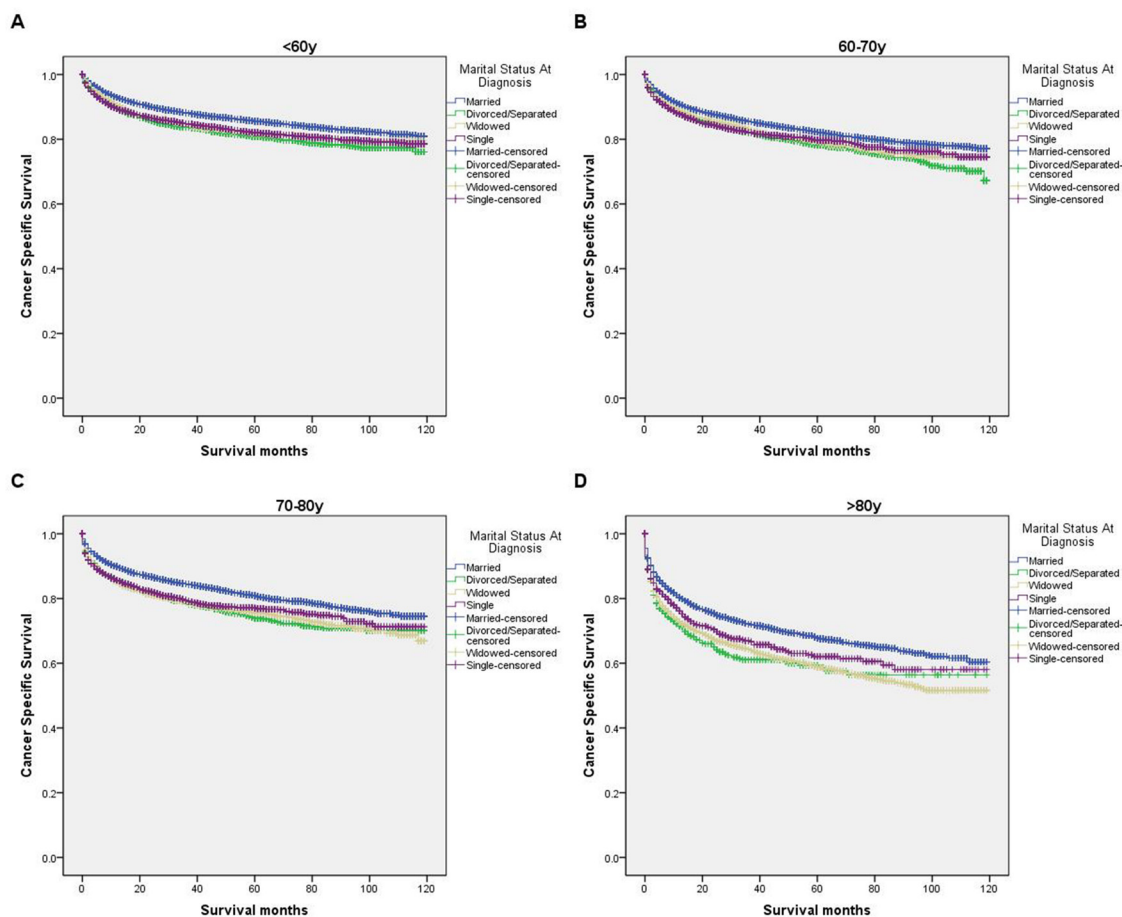 A
<60y
Cancer Specific Survival
1.0
0.8
0.6
0.4
0.2
0.0
0 20 40 60 80 100 120
Survival months
Marital Status At
Diagnosis
Married
Divorced/Separated
Widowed
Single
Married-censored
Divorced/Separated-
censored
Widowed-censored
Single-censored
B
60-70y
Cancer Specific Survival
1.0
0.8
0.6
0.4
0.2
0.0
0 20 40 60 80 100 120
Survival months
Marital Status At
Diagnosis
Married
Divorced/Separated
Widowed
Single
Married-censored
Divorced/Separated-
censored
Widowed-censored
Single-censored
C
70-80y
Cancer Specific Survival
1.0
0.8
0.6
0.4
0.2
0.0
0 20 40 60 80 100 120
Survival months
Marital Status At
Diagnosis
Married
Divorced/Separated
Widowed
Single
Married-censored
Divorced/Separated-
censored
Widowed-censored
Single-censored
D
>80y
Cancer Specific Survival
1.0
0.8
0.6
0.4
0.2
0.0
0 20 40 60 80 100 120
Survival months
Marital Status At
Diagnosis
Married
Divorced/Separated
Widowed
Single
Married-censored
Divorced/Separated-
censored
Widowed-censored
Single-censored